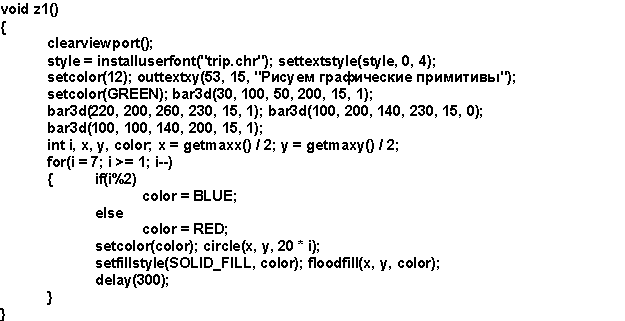 void z1()
{
clearviewport();
style = installuserfont("trip.chr"); settextstyle(style, 0, 4);
setcolor(12); outtextxy(53, 15, "Рисуем графические примитивы");
setcolor(GREEN); bar3d(30, 100, 50, 200, 15, 1);
bar3d(220, 200, 260, 230, 15, 1); bar3d(100, 200, 140, 230, 15, 0);
bar3d(100, 100, 140, 200, 15, 1);
int i, x, y, color; x = getmaxx() / 2; y = getmaxy() / 2;
for(i = 7; i >= 1; i--)
{ if(i%2)
color = BLUE;
else
color = RED;
setcolor(color); circle(x, y, 20 * i);
setfillstyle(SOLID_FILL, color); floodfill(x, y, color);
delay(300);
}
}